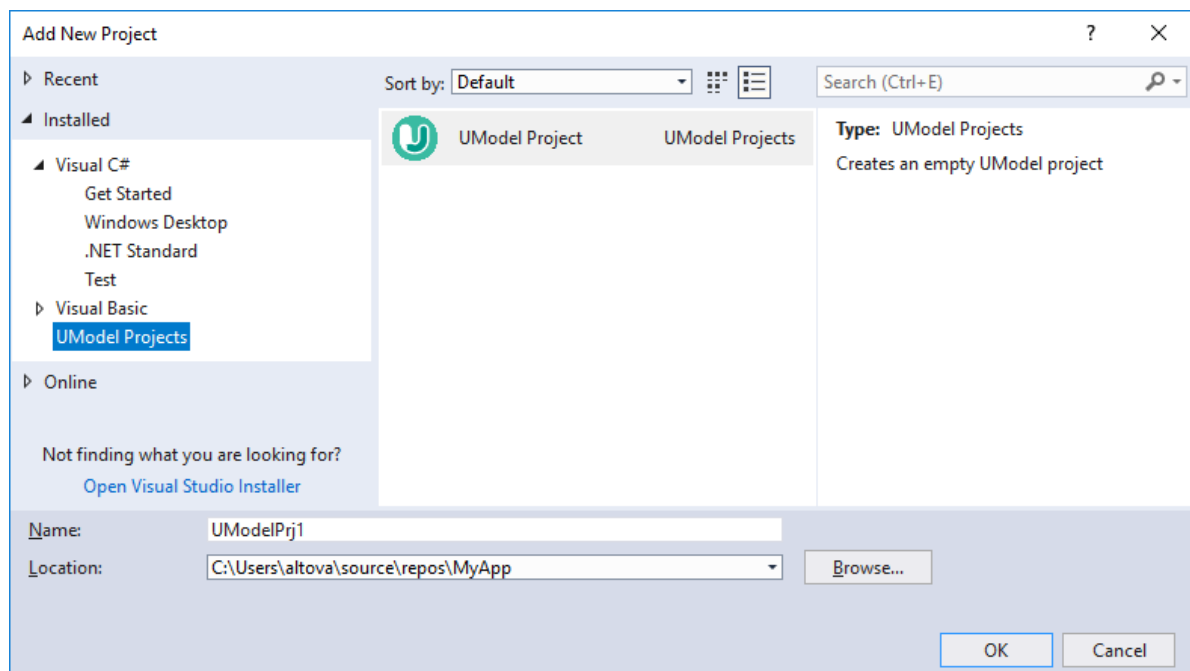 Add New Project
?
Recent
Sort by: Default
Search (Ctrl+E)
Installed
Visual C#
Get Started
Windows Desktop
.NET Standard
Test
Visual Basic
UModel Projects
Online
Not finding what you are looking for?
Open Visual Studio Installer
UModel Project UModel Projects
Type: UModel Projects
Creates an empty UModel project
Name: UModelPrj1
Location: C:\Users\altova\source\repos\MyApp
Browse...
OK Cancel